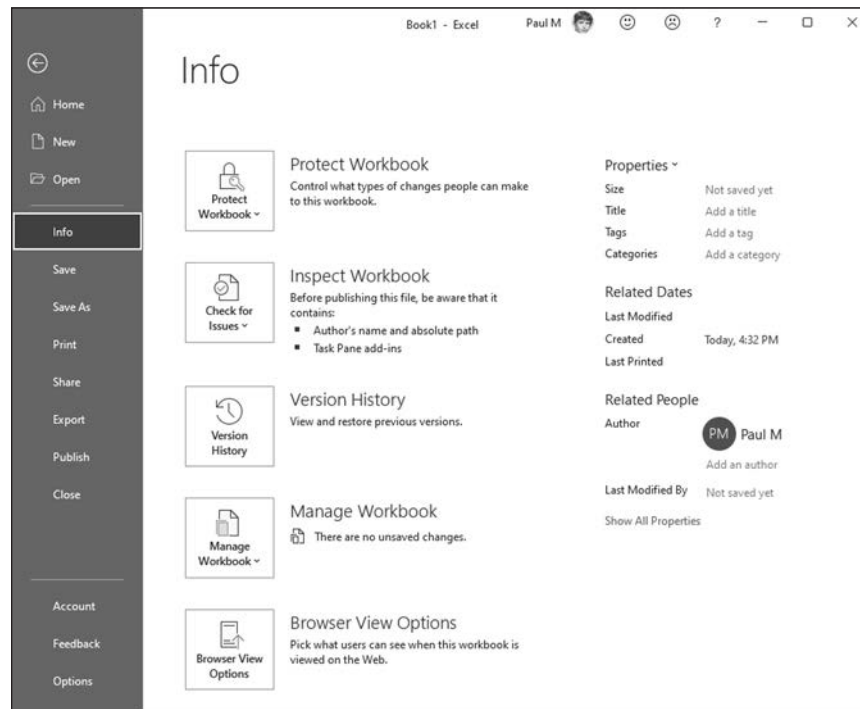 Book1 - Excel
Paul M
?
Info
Home
New
Open
Info
Save
Save As
Print
Share
Export
Publish
Close
Account
Feedback
Options
Protect Workbook
Protect Workbook
Control what types of changes people can make
to this workbook.
Check for Issues
Inspect Workbook
Before publishing this file, be aware that it
contains:
Author's name and absolute path
Task Pane add-ins
Version History
Version History
View and restore previous versions.
Manage Workbook
Manage Workbook
There are no unsaved changes.
Browser View Options
Browser View Options
Pick what users can see when this workbook is
viewed on the Web.
Properties
Size Not saved yet
Title Add a title
Tags Add a tag
Categories Add a category
Related Dates
Last Modified
Created Today, 4:32 PM
Last Printed
Related People
Author PM Paul M
Add an author
Last Modified By Not saved yet
Show All Properties